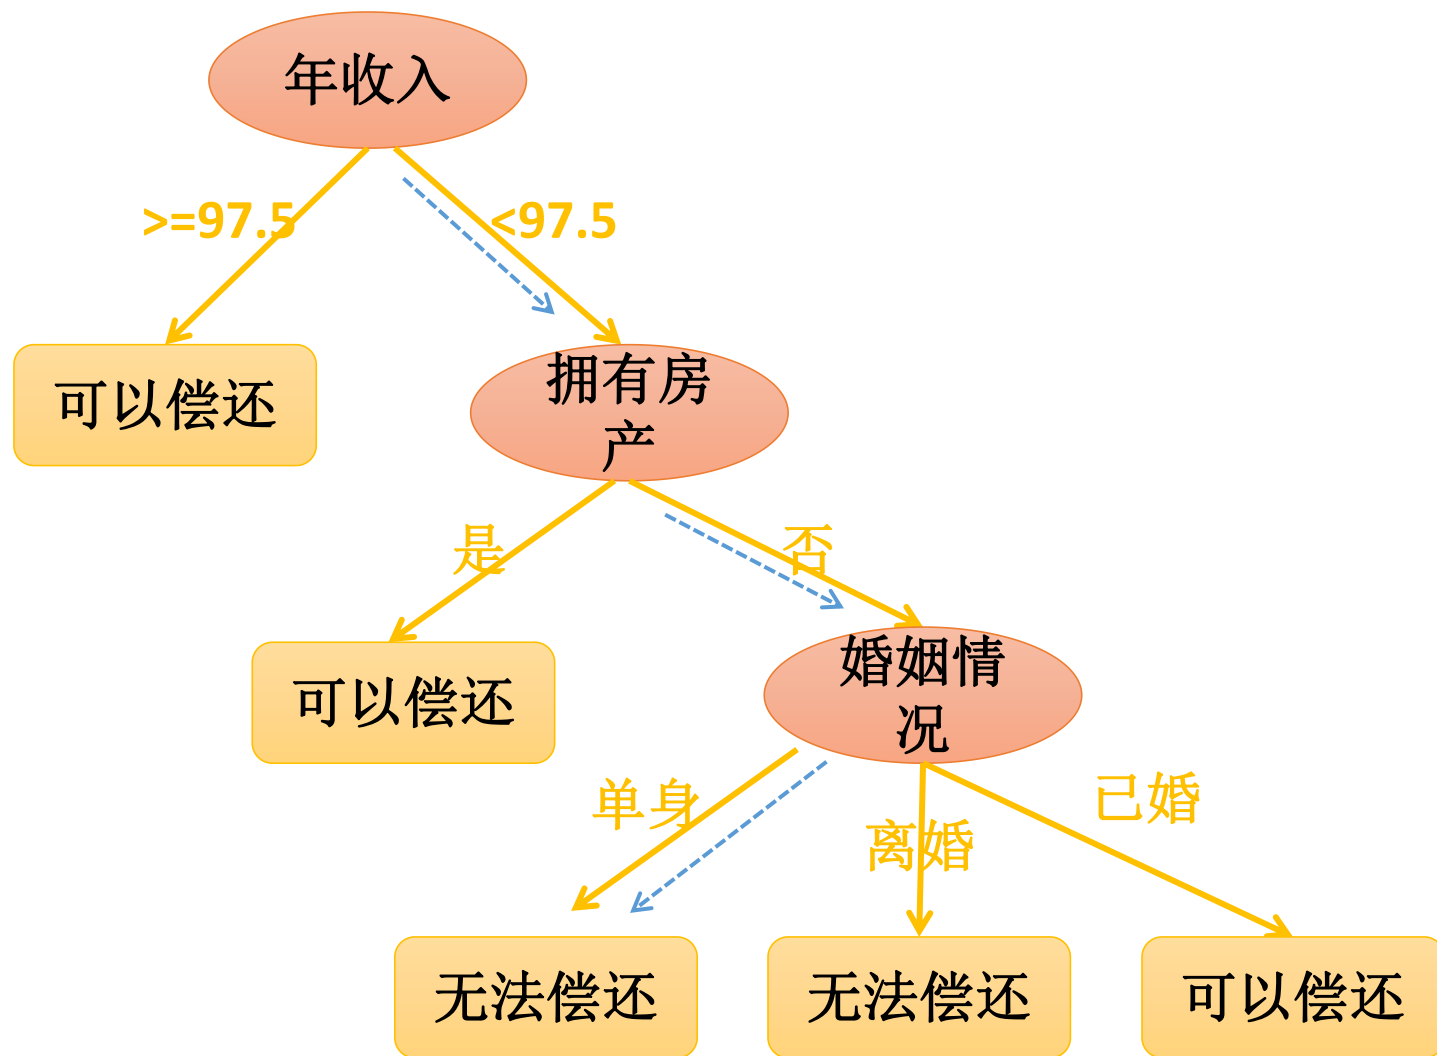 年收入
>=97.5
<97.5
可以偿还
拥有房
产
是
否
可以偿还
婚姻情
况
单身
离婚
已婚
无法偿还
无法偿还
可以偿还